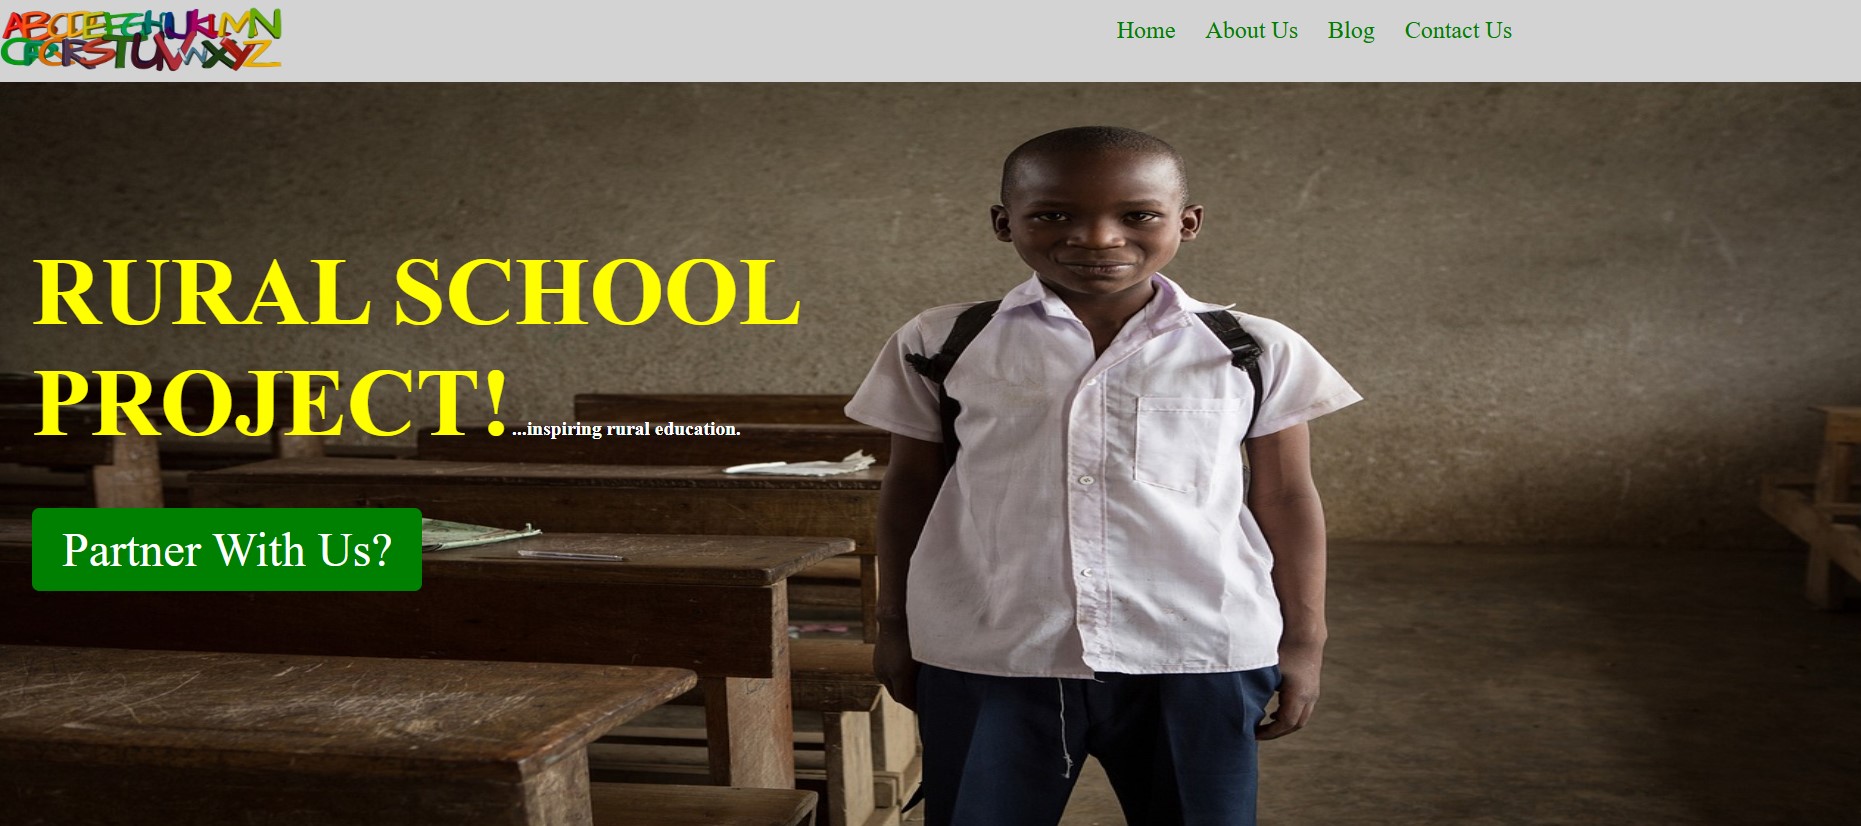 ABCDEFGHIJKLMN
OPQRSTUVWXYZ
Home About Us Blog Contact Us
RURAL SCHOOL
PROJECT!...inspiring rural education.
Partner With Us?